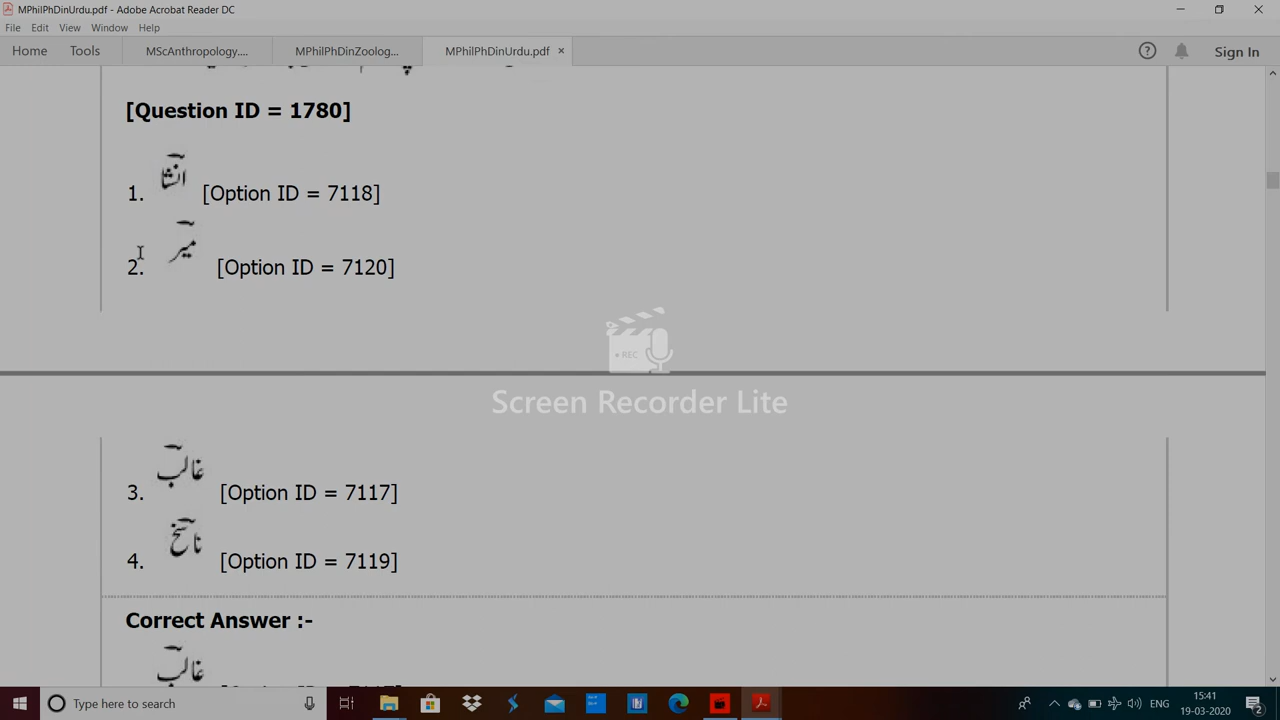 MPhilPhDinUrdu.pdf - Adobe Acrobat Reader DC
File Edit View Window Help
Home Tools MScAnthropology.... MPhilPhDinZoolog... MPhilPhDinUrdu.pdf × ? Sign In
[Question ID = 1780]
1. انشا [Option ID = 7118]
2. میر [Option ID = 7120]
REC
Screen Recorder Lite
3. غالب [Option ID = 7117]
4. ناسخ [Option ID = 7119]
Correct Answer :-
غالب
Type here to search
ENG
15:41
19-03-2020
2